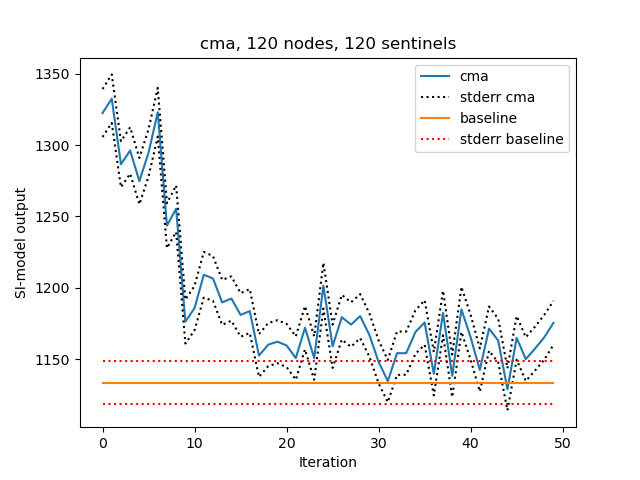 cma, 120 nodes, 120 sentinels
1350
1300
1250
1200
1150
SI-model output
cma
stderr cma
baseline
stderr baseline
0 10 20 30 40 50
Iteration